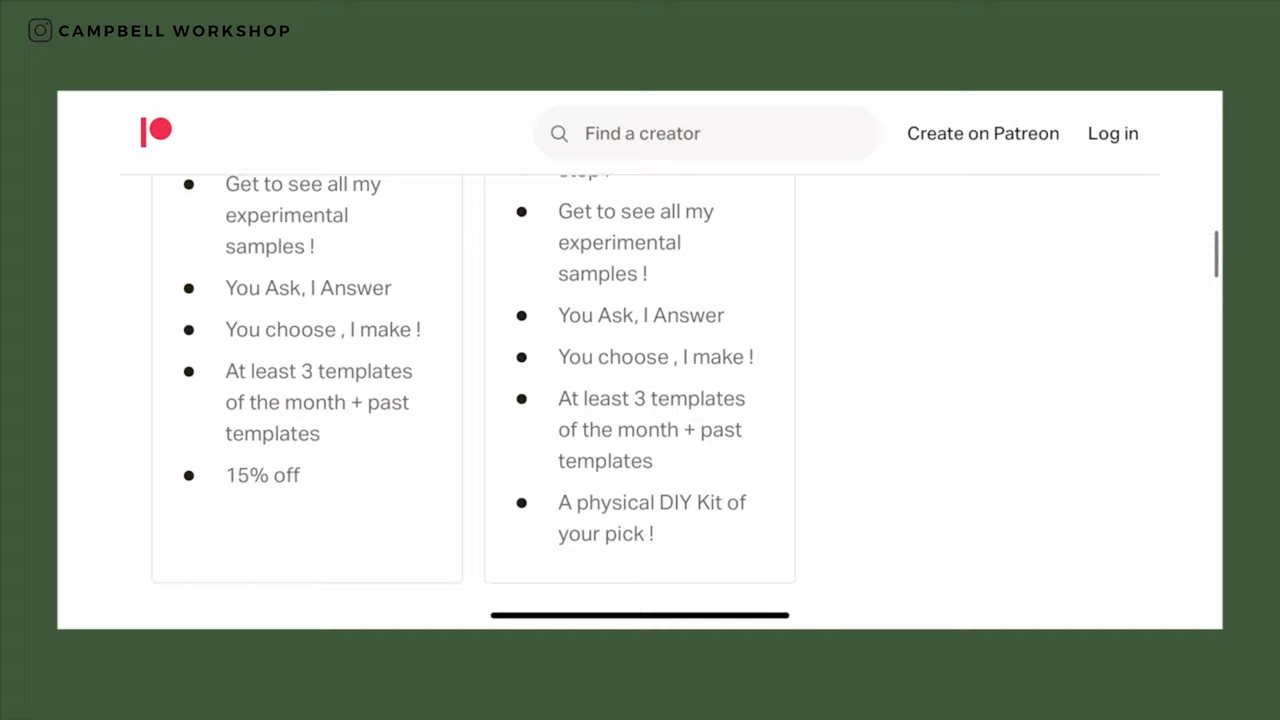 CAMPBELL WORKSHOP
Find a creator
Create on Patreon
Log in
Get to see all my
experimental
samples !
You Ask, I Answer
You choose , I make !
At least 3 templates
of the month + past
templates
15% off
Get to see all my
experimental
samples !
You Ask, I Answer
You choose , I make !
At least 3 templates
of the month + past
templates
A physical DIY Kit of
your pick !